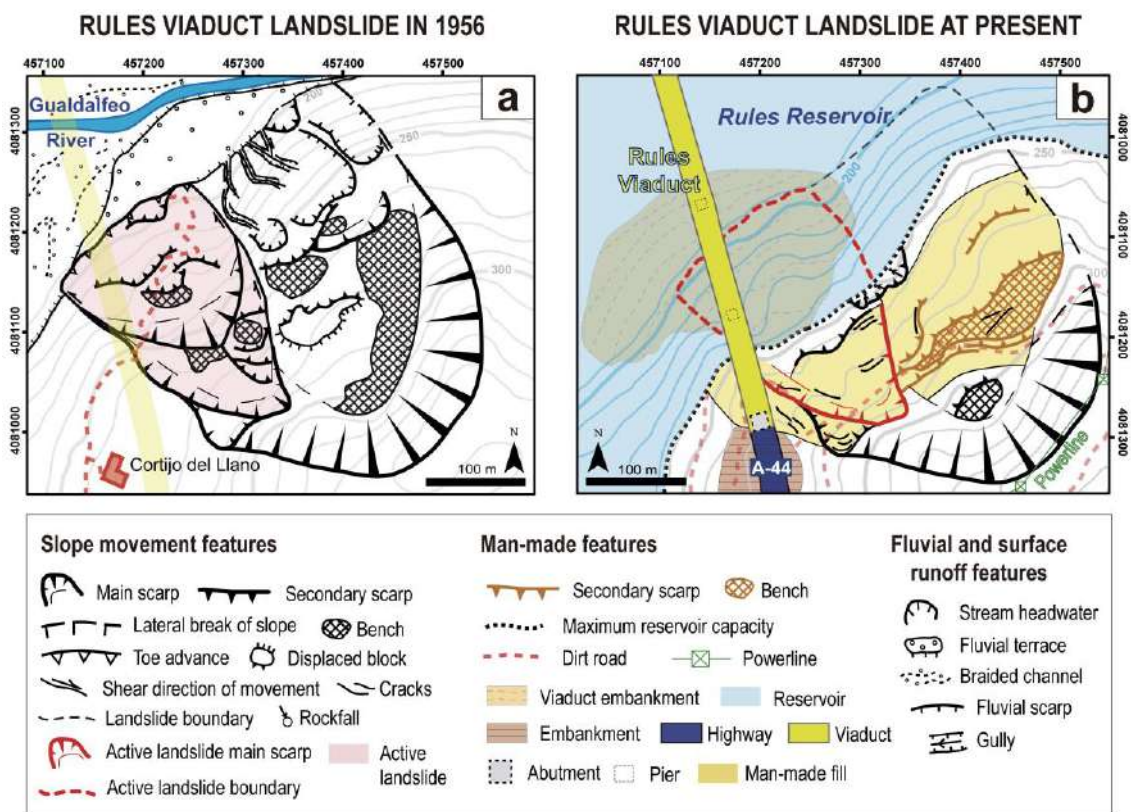 RULES VIADUCT LANDSLIDE IN 1956
457100 457200 457300 457400 457500
a
Gualdalfeo
River
200
250
300
4081300
4081200
4081100
4081000
Cortijo del Llano
N
100 m
RULES VIADUCT LANDSLIDE AT PRESENT
457100 457200 457300 457400 457500
b
Rules Reservoir
Rules
Viaduct
200
250
300
4081000
4081100
4081200
4081300
A-44
100 m
N
Powerline
Slope movement features
Main scarp
Secondary scarp
Lateral break of slope
Bench
Toe advance
Displaced block
Shear direction of movement
Cracks
Landslide boundary
Rockfall
Active landslide main scarp
Active
landslide
Active landslide boundary
Man-made features
Secondary scarp
Bench
Maximum reservoir capacity
Dirt road
Powerline
Viaduct embankment
Reservoir
Embankment
Highway
Viaduct
Abutment
Pier
Man-made fill
Fluvial and surface
runoff features
Stream headwater
Fluvial terrace
Braided channel
Fluvial scarp
Gully